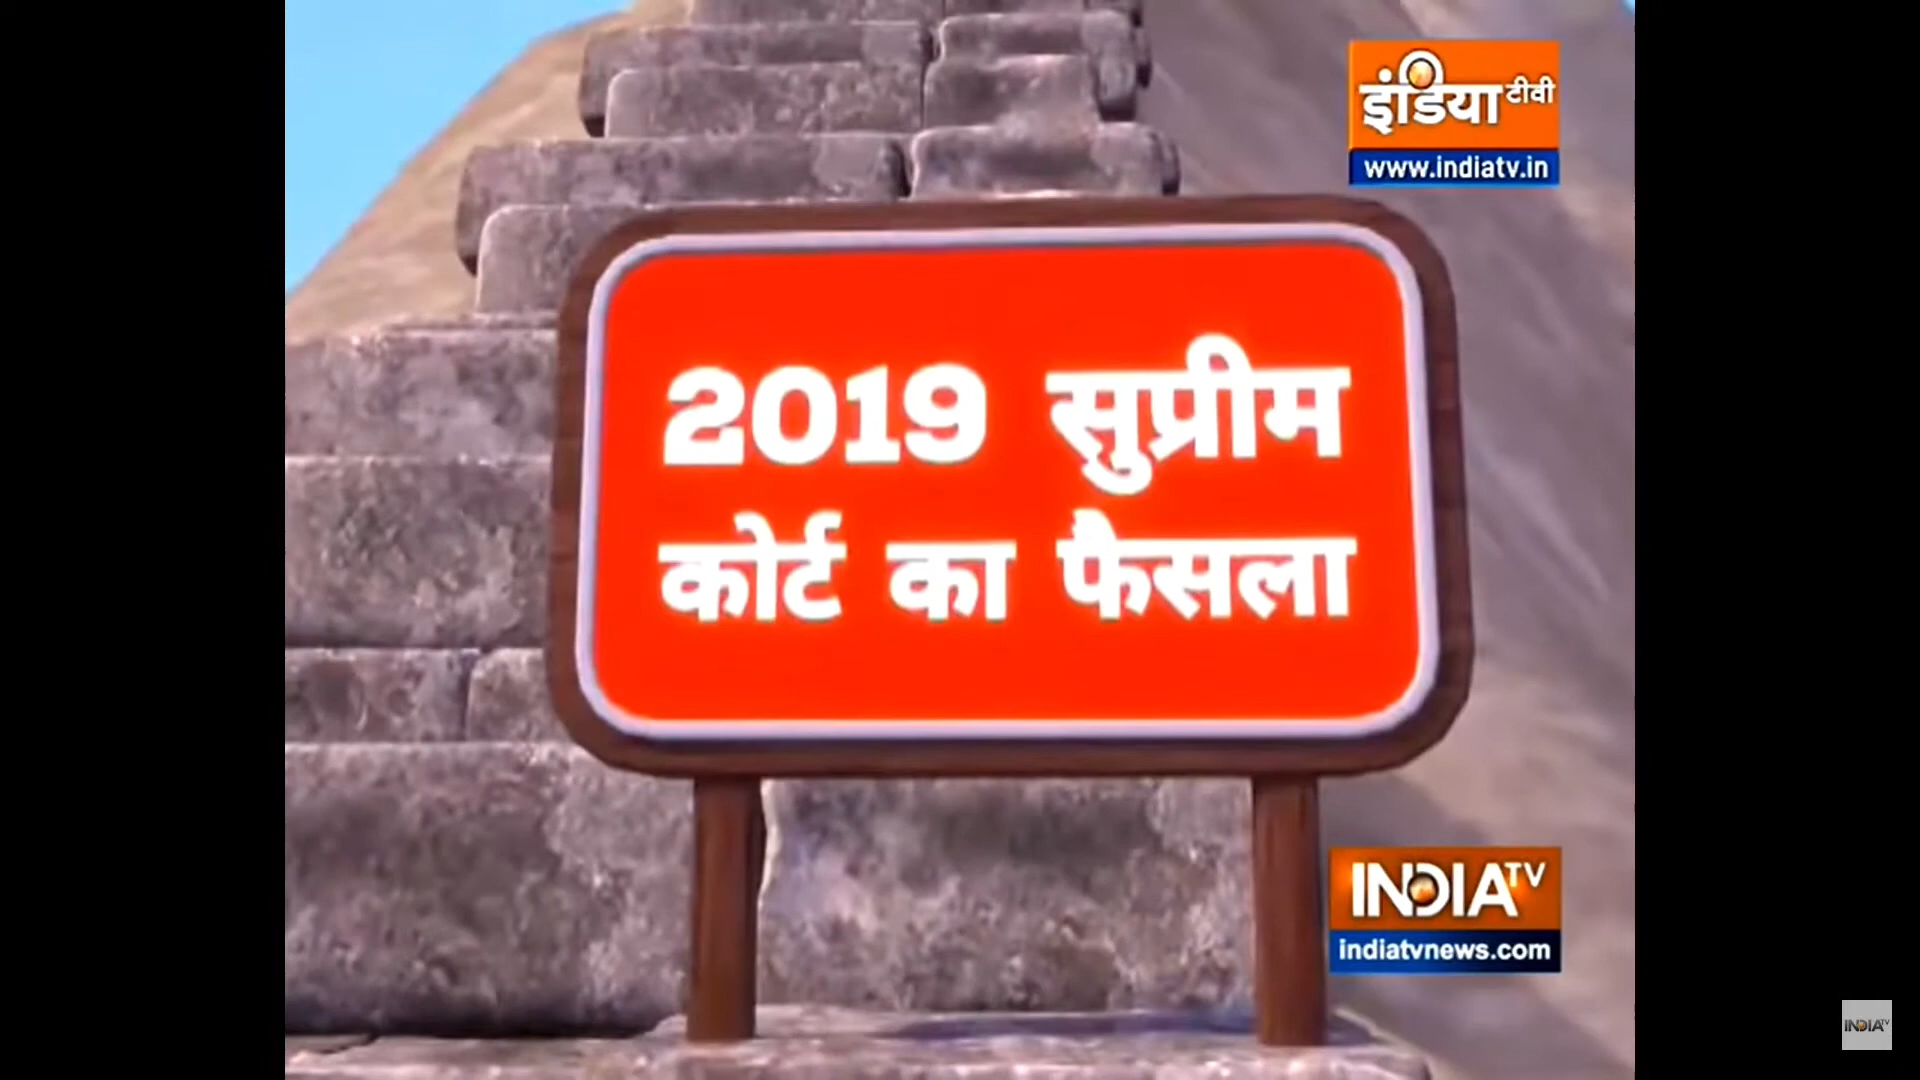 इंडिया टीवी
www.indiatv.in
2019 सुप्रीम
कोर्ट का फैसला
INDIA TV
indiatvnews.com
INDIA TV